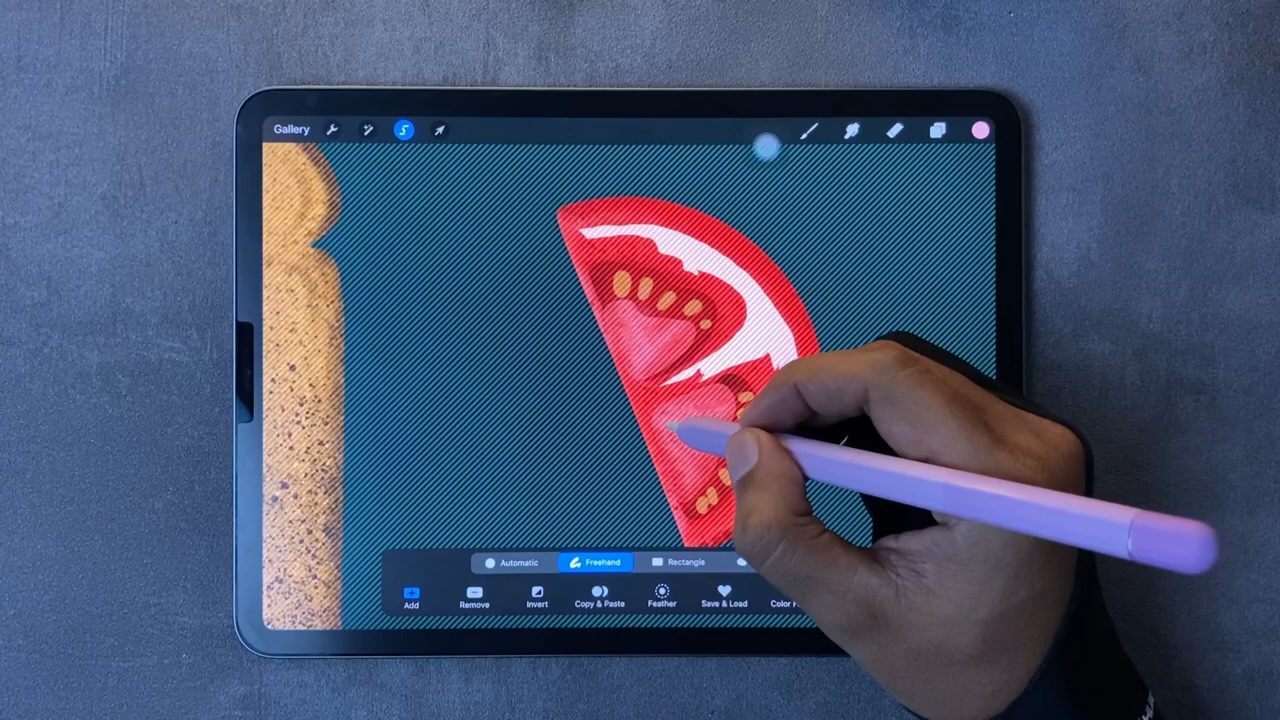 Gallery
Automatic Freehand Rectangle
Add Remove Invert Copy & Paste Feather Save & Load Color